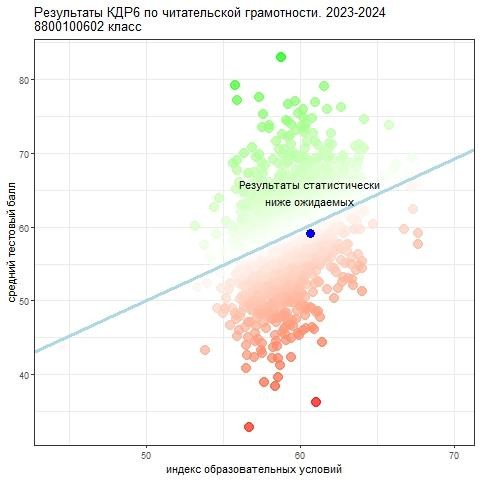 Результаты КДР6 по читательской грамотности. 2023-2024
8800100602 класс
80
70
60
50
40
Результаты статистически
ниже ожидаемых
средний тестовый балл
50
60
70
индекс образовательных условий